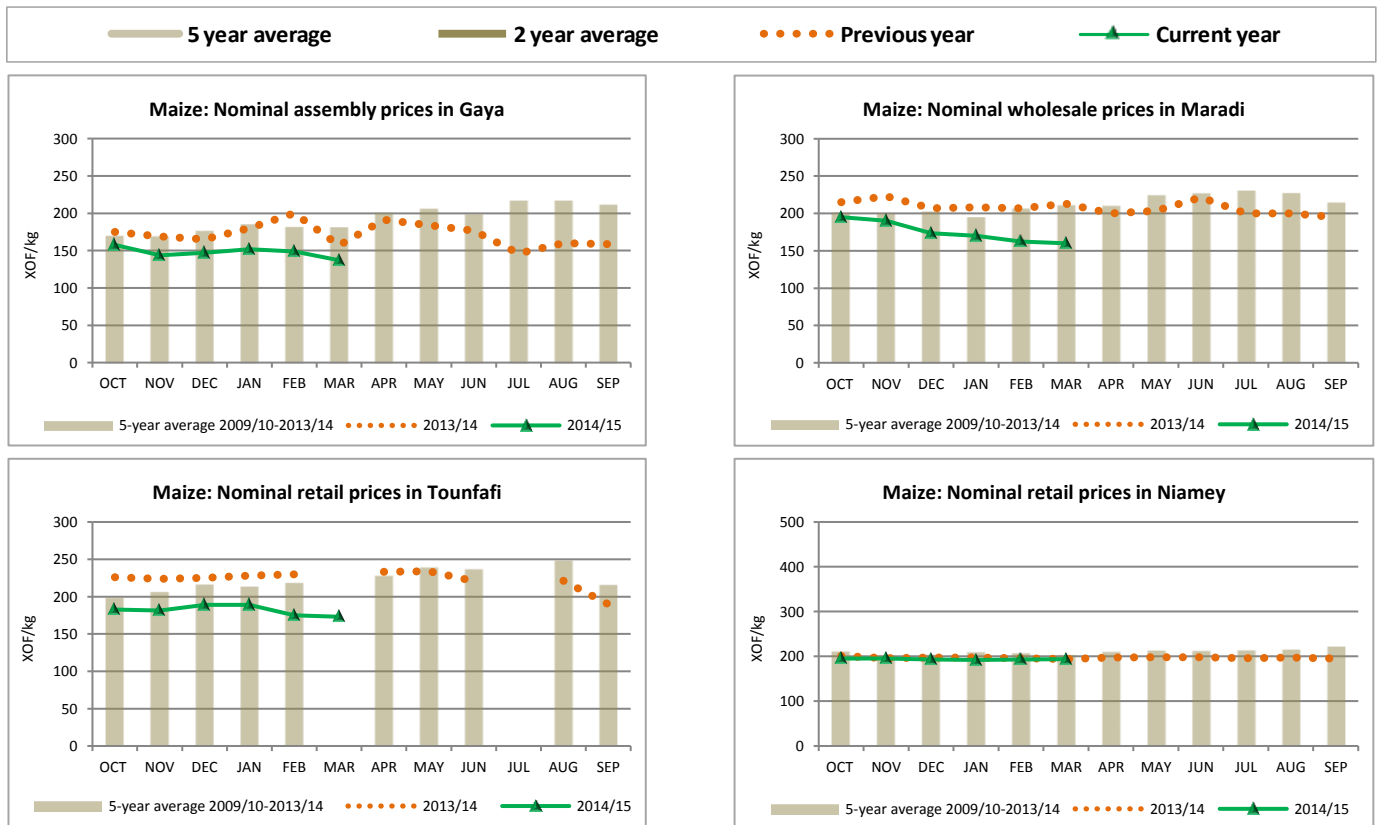 5 year average 2 year average Previous year Current year
Maize: Nominal assembly prices in Gaya
300
250
200
150
100
50
0
XOF/kg
OCT NOV DEC JAN FEB MAR APR MAY JUN JUL AUG SEP
5-year average 2009/10-2013/14 2013/14 2014/15
Maize: Nominal wholesale prices in Maradi
300
250
200
150
100
50
0
XOF/kg
OCT NOV DEC JAN FEB MAR APR MAY JUN JUL AUG SEP
5-year average 2009/10-2013/14 2013/14 2014/15
Maize: Nominal retail prices in Tounfafi
300
250
200
150
100
50
0
XOF/kg
OCT NOV DEC JAN FEB MAR APR MAY JUN JUL AUG SEP
5-year average 2009/10-2013/14 2013/14 2014/15
Maize: Nominal retail prices in Niamey
500
400
300
200
100
0
XOF/kg
OCT NOV DEC JAN FEB MAR APR MAY JUN JUL AUG SEP
5-year average 2009/10-2013/14 2013/14 2014/15